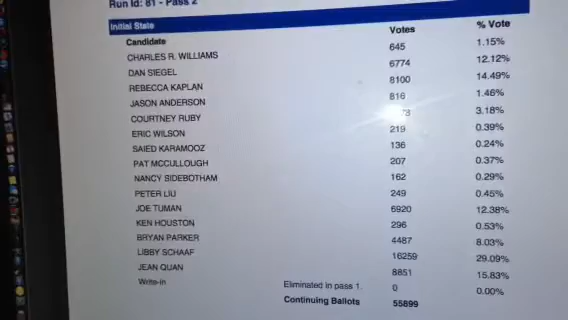 Run Id: 81 - Pass 2
Initial State
Candidate Votes % Vote
CHARLES R. WILLIAMS 645 1.15%
DAN SIEGEL 6774 12.12%
REBECCA KAPLAN 8100 14.49%
JASON ANDERSON 816 1.46%
COURTNEY RUBY 3.18%
ERIC WILSON 219 0.39%
SAIED KARAMOOZ 136 0.24%
PAT MCCULLOUGH 207 0.37%
NANCY SIDEBOTHAM 162 0.29%
PETER LIU 249 0.45%
JOE TUMAN 6920 12.38%
KEN HOUSTON 296 0.53%
BRYAN PARKER 4487 8.03%
LIBBY SCHAAF 16259 29.09%
JEAN QUAN 8851 15.83%
Write-in Eliminated in pass 1. 0 0.00%
Continuing Ballots 55899